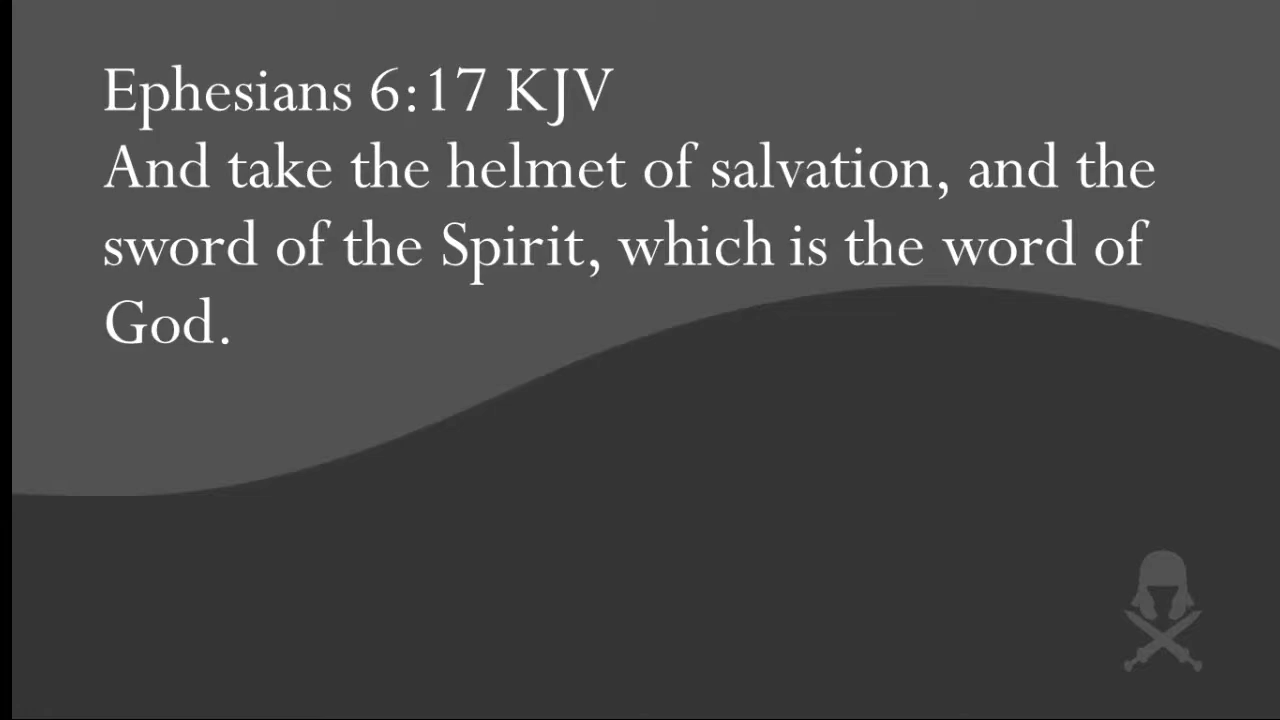 Ephesians 6:17 KJV
And take the helmet of salvation, and the
sword of the Spirit, which is the word of
God.